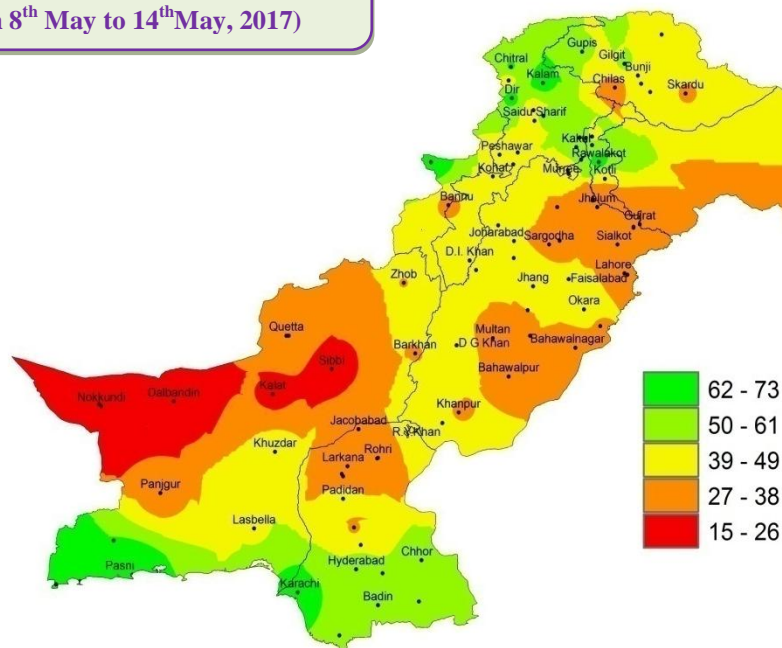 8th May to 14thMay, 2017)
Gupis
Chitral
Gilgit
Bunji
Kalam
Chilas
Skardu
Dir
Saidu Sharif
Kakul
Peshawar
Rawalakot
Kohat
Murree
Kotli
Bannu
Jhelum
Gujrat
Joharabad
Sargodha
Sialkot
D.I. Khan
Lahore
Zhob
Jhang
Faisalabad
Okara
Quetta
Multan
Barkhan
D G Khan
Bahawalnagar
Sibbi
Bahawalpur
Nokkundi
Dalbandin
Kalat
Khanpur
Jacobabad
R.Y.Khan
Khuzdar
Rohri
Larkana
Panjgur
Padidan
Lasbella
Hyderabad
Chhor
Pasni
Karachi
Badin
62 - 73
50 - 61
39 - 49
27 - 38
15 - 26